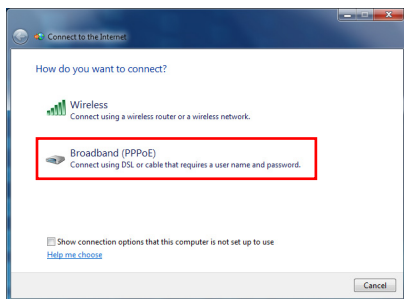 Connect to the Internet
How do you want to connect?
Wireless
Connect using a wireless router or a wireless network.
Broadband (PPPoE)
Connect using DSL or cable that requires a user name and password.
Show connection options that this computer is not set up to use
Help me choose
Cancel